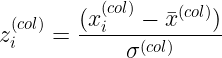 z_i^{(col)} = \frac{(x_i^{(col)} - \bar{x}^{(col)})}{\sigma^{(col)}}